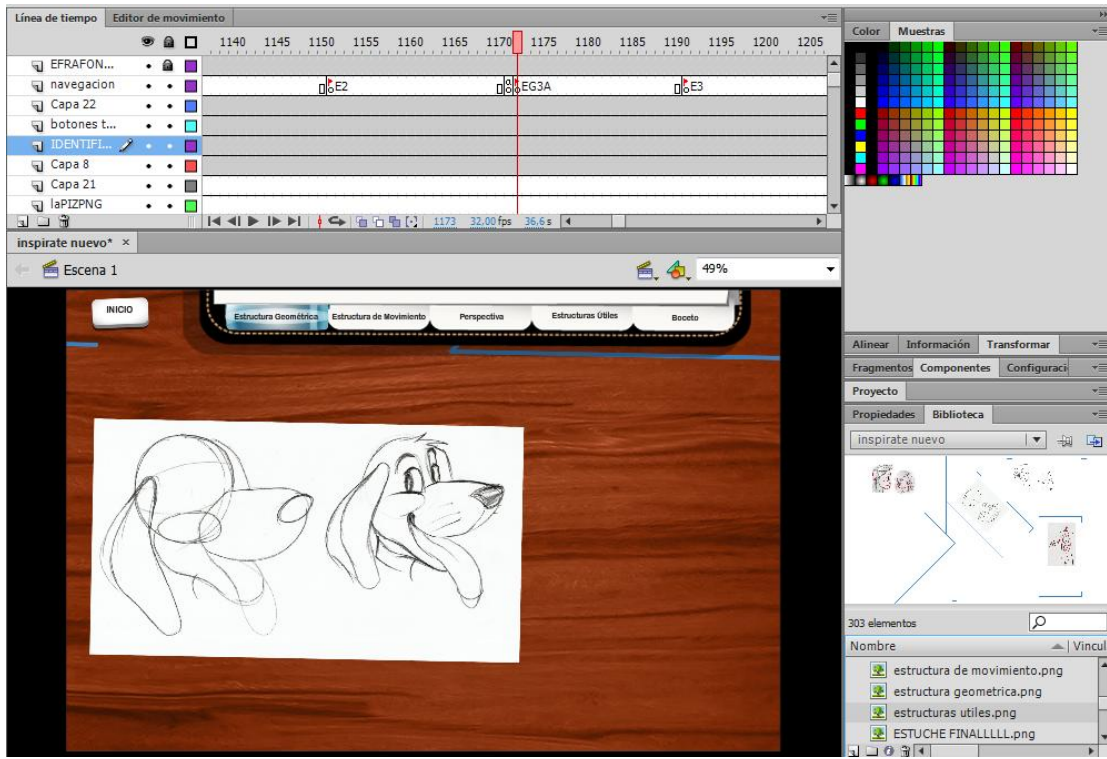 Línea de tiempo Editor de movimiento
1140 1145 1150 1155 1160 1165 1170 1175 1180 1185 1190 1195 1200 1205
EFRAFON...
navegacion E2 a EG3A E3
Capa 22
botones t...
IDENTIFI...
Capa 8
Capa 21
laPIZPNG
1173 32.00 fps 36,6 s
inspirate nuevo* ×
Escena 1 49%
INICIO
Estructura Geométrica Estructura de Movimiento Perspectiva Estructuras Útiles Boceto
Color Muestras
Alinear Información Transformar
Fragmentos Componentes Configuraci
Proyecto
Propiedades Biblioteca
inspirate nuevo
303 elementos
Nombre Vincul
estructura de movimiento.png
estructura geometrica.png
estructuras utiles.png
ESTUCHE FINALLLLL.png